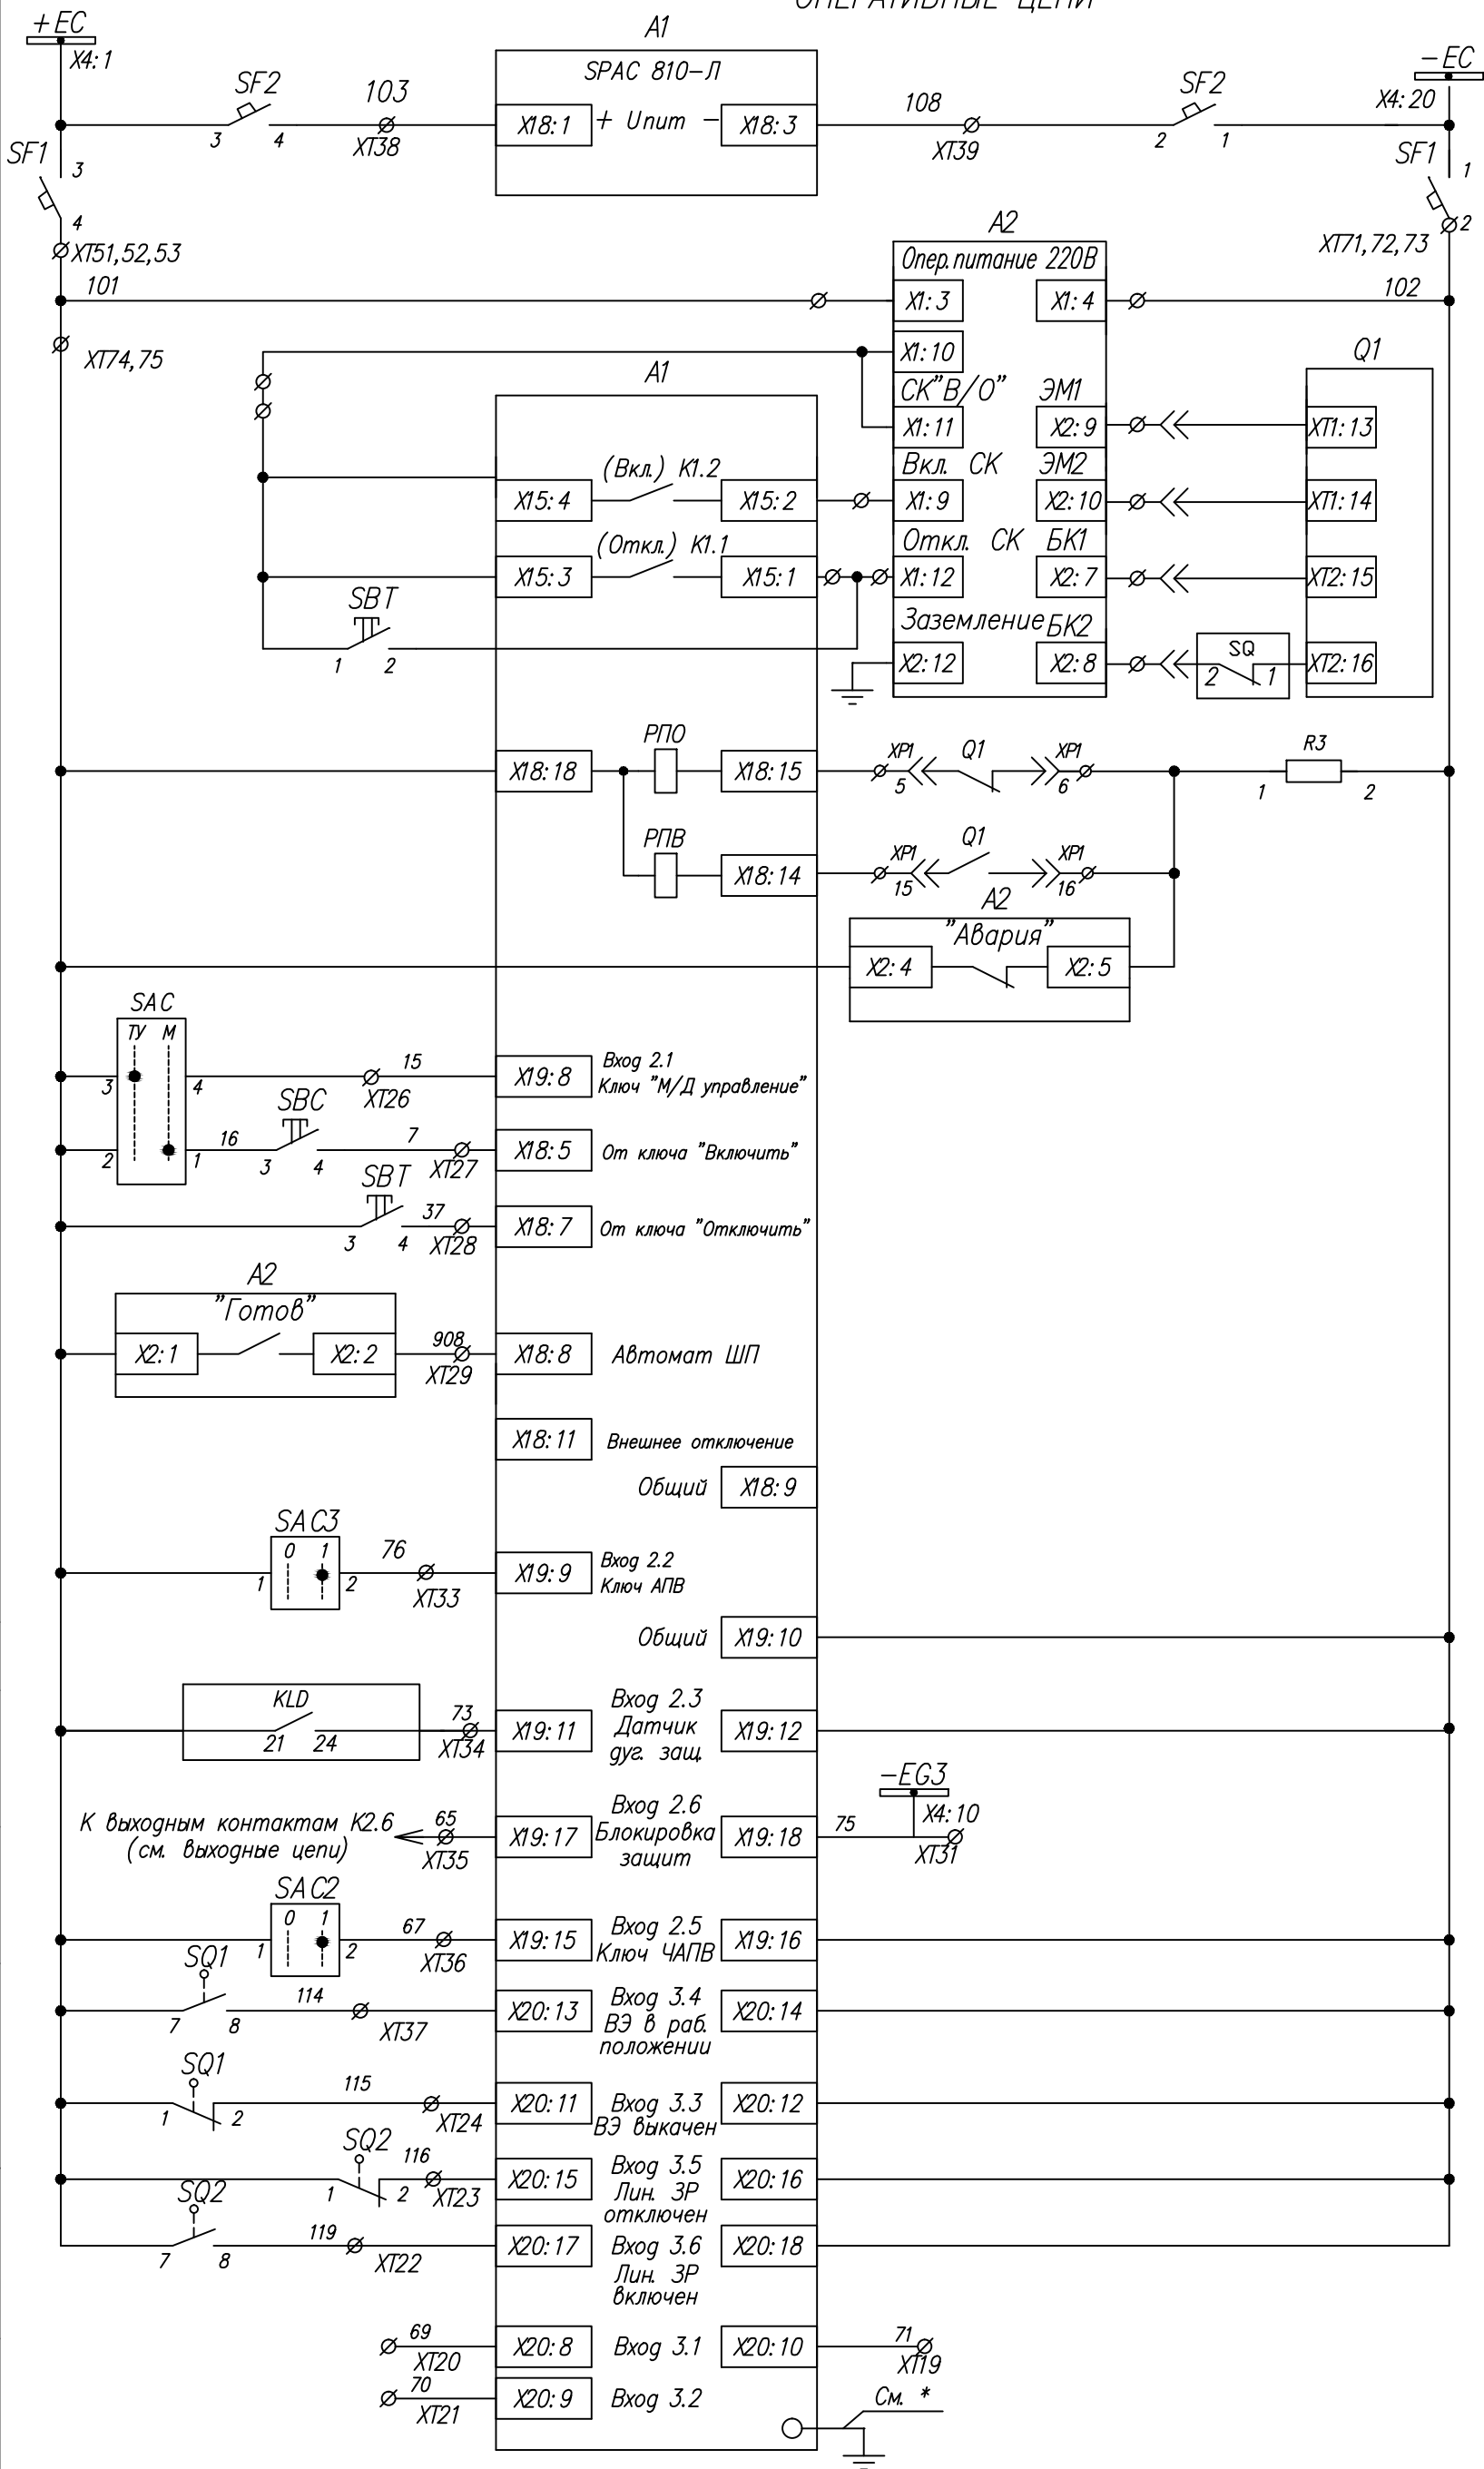 ОПЕРАТИВНЫЕ ЦЕПИ
+ЕС
X4:1
A1
SPAC 810-Л
-ЕС
X4:20
SF2
103
3
4
XT38
X18:1
+ Uпит -
X18:3
108
XT39
SF2
2
1
SF1
3
4
SF1
1
2
XT51,52,53
101
XT71,72,73
102
XT74,75
A2
Опер.питание 220В
X1:3
X1:4
X1:10
СК"В/О"
ЭМ1
X1:11
X2:9
Вкл. СК
ЭМ2
X1:9
X2:10
Откл. СК
БК1
X1:12
X2:7
Заземление
БК2
X2:12
X2:8
Q1
XT1:13
XT1:14
XT2:15
XT2:16
SQ
2
1
A1
(Вкл.) К1.2
X15:4
X15:2
(Откл.) К1.1
X15:3
X15:1
SBT
1
2
РПО
X18:18
X18:15
XP1
5
Q1
XP1
6
R3
1
2
РПВ
X18:14
XP1
15
Q1
XP1
16
A2
"Авария"
X2:4
X2:5
SAC
ТУ
М
3
4
15
XT26
X19:8
Вход 2.1
Ключ "М/Д управление"
2
1
16
SBC
3
4
7
XT27
X18:5
От ключа "Включить"
SBT
3
4
37
XT28
X18:7
От ключа "Отключить"
A2
"Готов"
X2:1
X2:2
908
XT29
X18:8
Автомат ШП
X18:11
Внешнее отключение
Общий
X18:9
SAC3
0
1
1
2
76
XT33
X19:9
Вход 2.2
Ключ АПВ
Общий
X19:10
KLD
21
24
73
XT34
X19:11
Вход 2.3
Датчик
дуг. защ.
X19:12
-EG3
X4:10
К выходным контактам К2.6
(см. выходные цепи)
65
XT35
X19:17
Вход 2.6
Блокировка
защит
X19:18
75
XT31
SAC2
0
1
1
2
67
XT36
X19:15
Вход 2.5
Ключ ЧАПВ
X19:16
SQ1
7
8
114
XT37
X20:13
Вход 3.4
ВЭ в раб.
положении
X20:14
SQ1
1
2
115
XT24
X20:11
Вход 3.3
ВЭ выкачен
X20:12
SQ2
1
2
116
XT23
X20:15
Вход 3.5
Лин. ЗР
отключен
X20:16
SQ2
7
8
119
XT22
X20:17
Вход 3.6
Лин. ЗР
включен
X20:18
69
XT20
X20:8
Вход 3.1
X20:10
71
XT19
70
XT21
X20:9
Вход 3.2
См. *